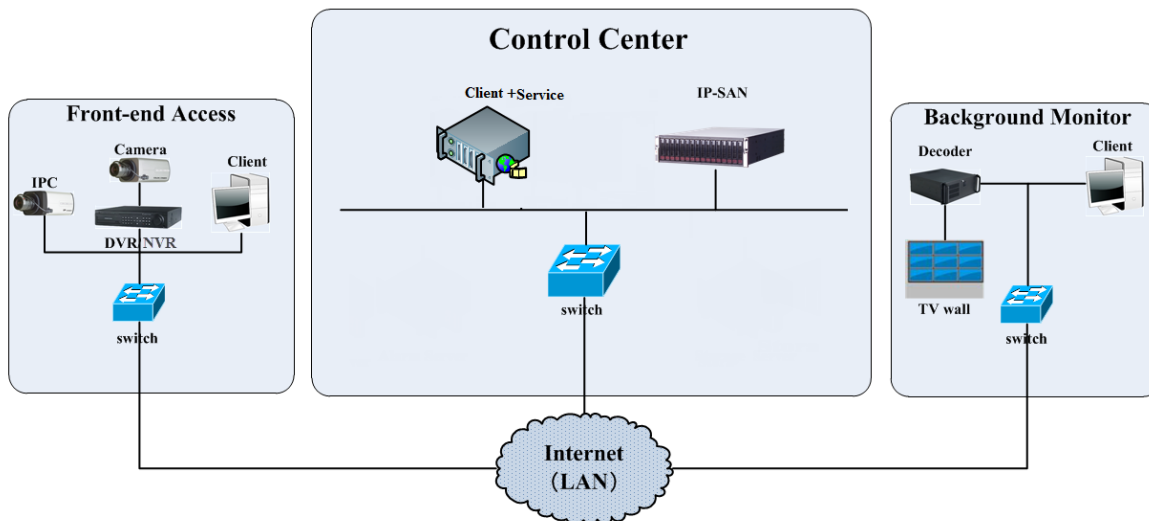 Control Center
Client +Service
IP-SAN
Front-end Access
Camera
Client
IPC
DVR/NVR
switch
switch
Background Monitor
Decoder
Client
TV wall
switch
Internet
（LAN）